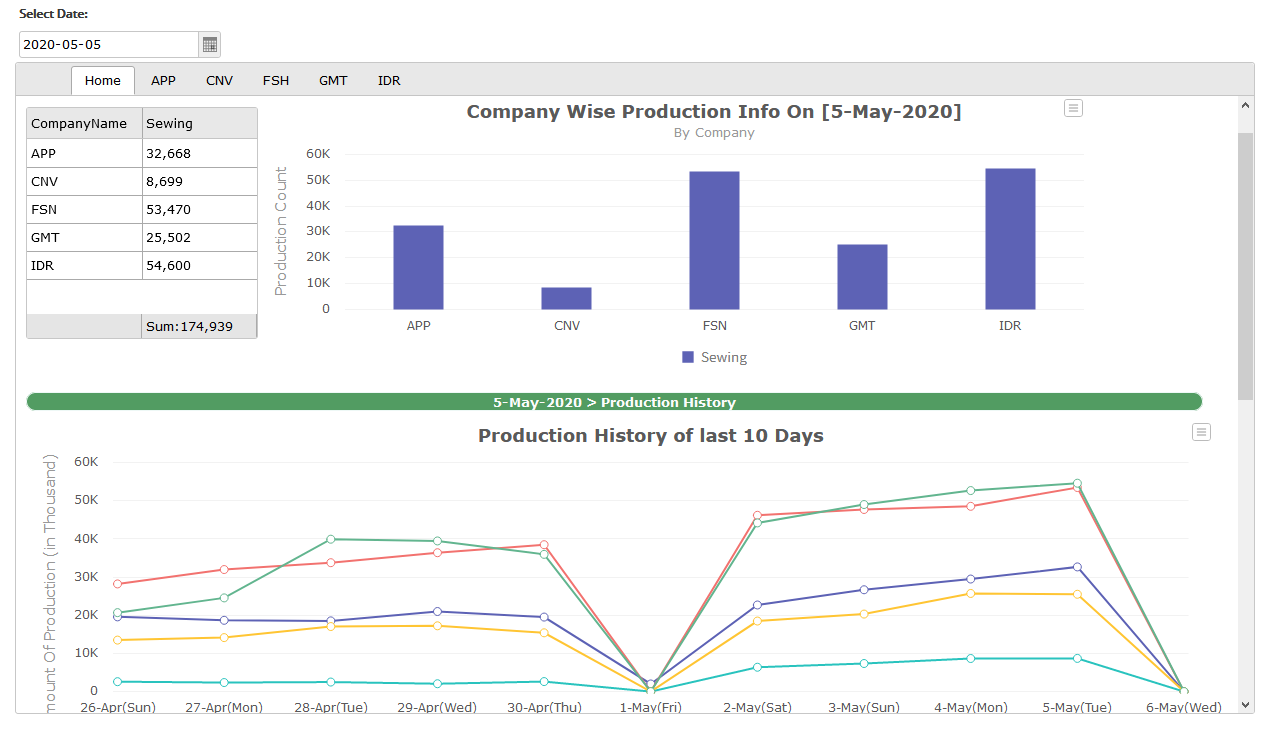 Select Date:
2020-05-05
Home APP CNV FSH GMT IDR
CompanyName Sewing
APP 32,668
CNV 8,699
FSN 53,470
GMT 25,502
IDR 54,600
Sum:174,939
Company Wise Production Info On [5-May-2020]
By Company
Production Count
60K
50K
40K
30K
20K
10K
0
APP CNV FSN GMT IDR
Sewing
5-May-2020 > Production History
Production History of last 10 Days
mount Of Production (in Thousand)
60K
50K
40K
30K
20K
10K
0
26-Apr(Sun) 27-Apr(Mon) 28-Apr(Tue) 29-Apr(Wed) 30-Apr(Thu) 1-May(Fri) 2-May(Sat) 3-May(Sun) 4-May(Mon) 5-May(Tue) 6-May(Wed)